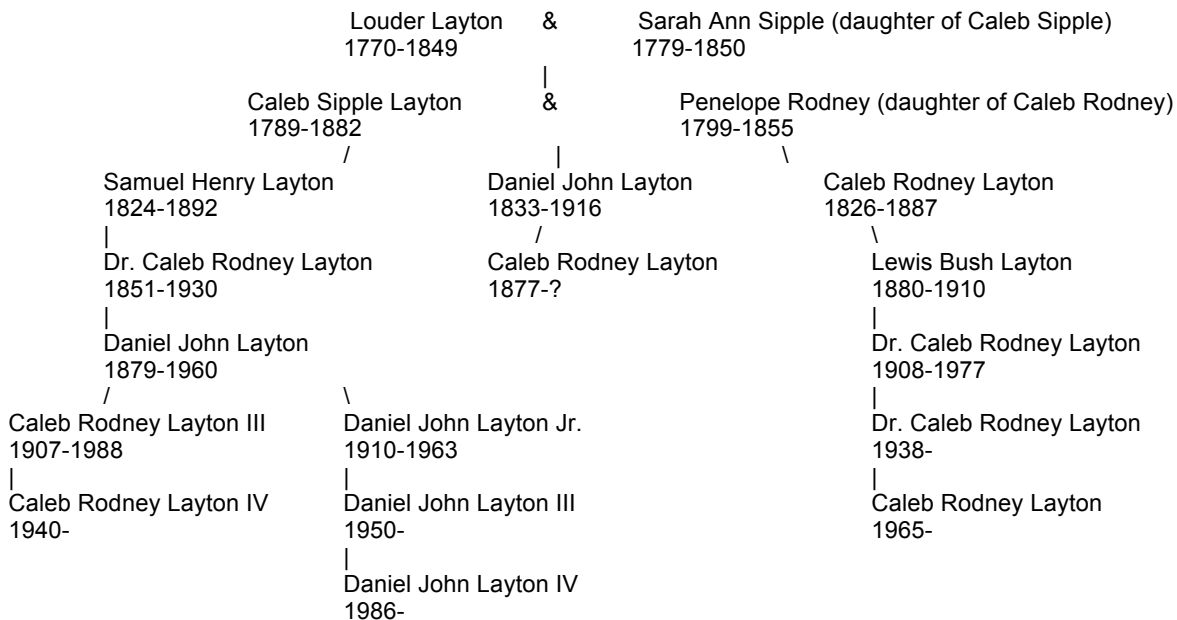 Louder Layton & Sarah Ann Sipple (daughter of Caleb Sipple)
1770-1849 1779-1850
|
Caleb Sipple Layton & Penelope Rodney (daughter of Caleb Rodney)
1789-1882 1799-1855
/ | \
Samuel Henry Layton Daniel John Layton Caleb Rodney Layton
1824-1892 1833-1916 1826-1887
| / \
Dr. Caleb Rodney Layton Caleb Rodney Layton Lewis Bush Layton
1851-1930 1877-? 1880-1910
| |
Daniel John Layton Dr. Caleb Rodney Layton
1879-1960 1908-1977
/ \ |
Caleb Rodney Layton III Daniel John Layton Jr. Dr. Caleb Rodney Layton
1907-1988 1910-1963 1938-
| | |
Caleb Rodney Layton IV Daniel John Layton III Caleb Rodney Layton
1940- 1950- 1965-
|
Daniel John Layton IV
1986-